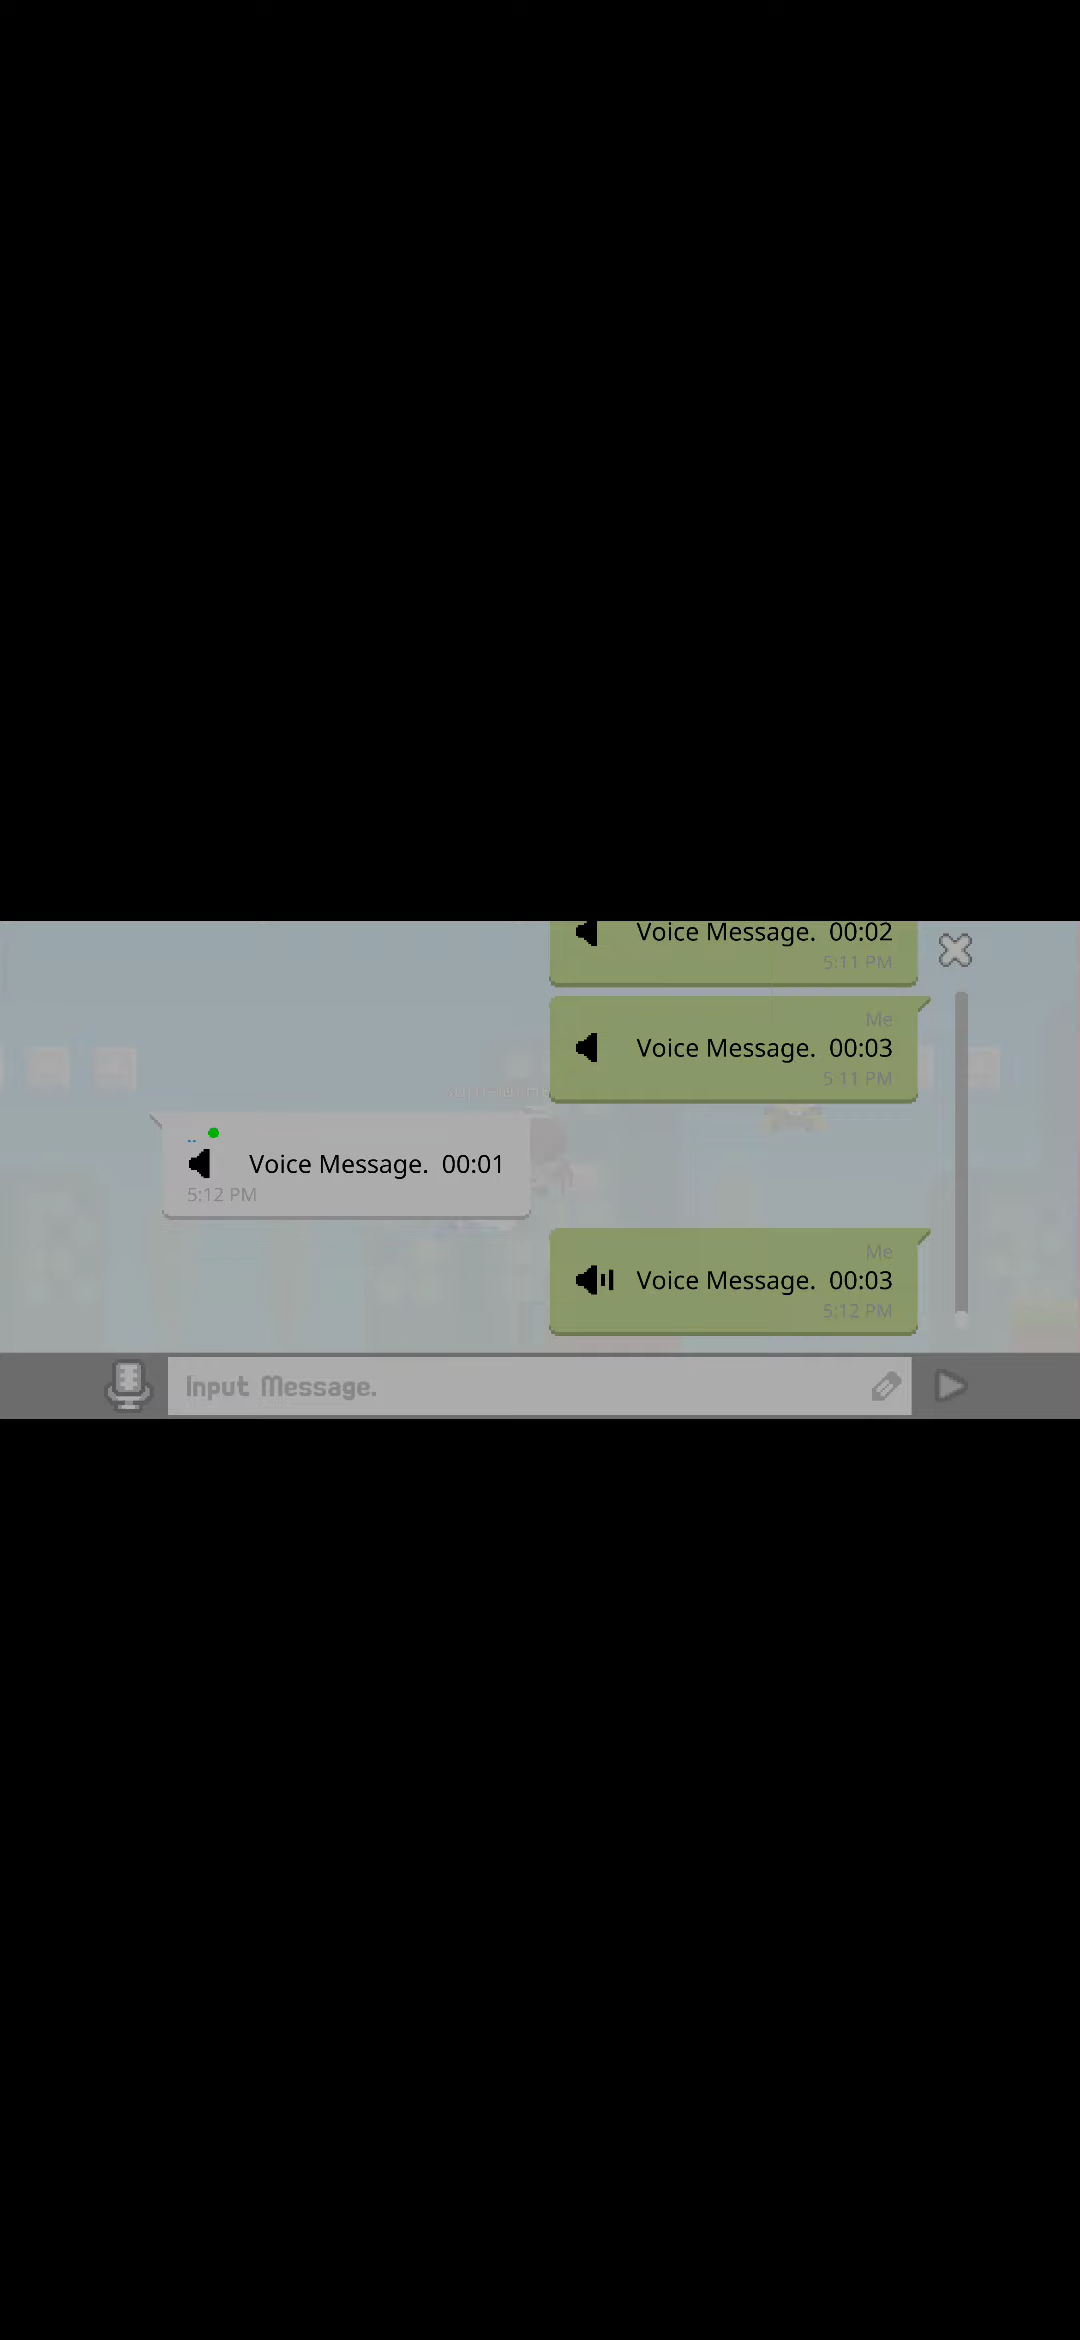 Voice Message. 00:02
5:11 PM
Me
Voice Message. 00:03
5:11 PM
..
Voice Message. 00:01
5:12 PM
Me
Voice Message. 00:03
5:12 PM
Input Message.